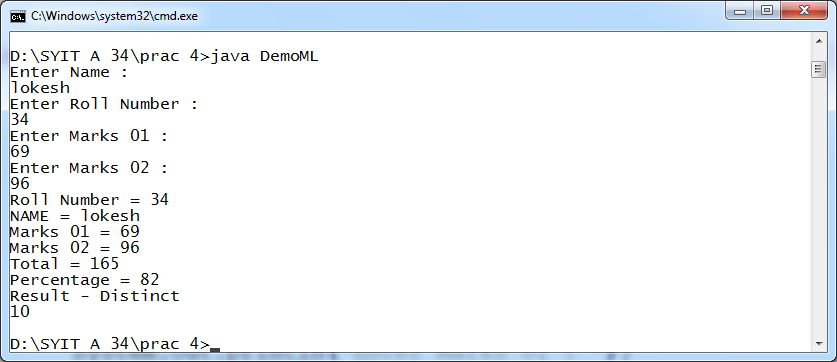 C:\Windows\system32\cmd.exe
D:\SYIT A 34\prac 4>java DemoML
Enter Name :
lokesh
Enter Roll Number :
34
Enter Marks 01 :
69
Enter Marks 02 :
96
Roll Number = 34
NAME = lokesh
Marks 01 = 69
Marks 02 = 96
Total = 165
Percentage = 82
Result - Distinct
10
D:\SYIT A 34\prac 4>